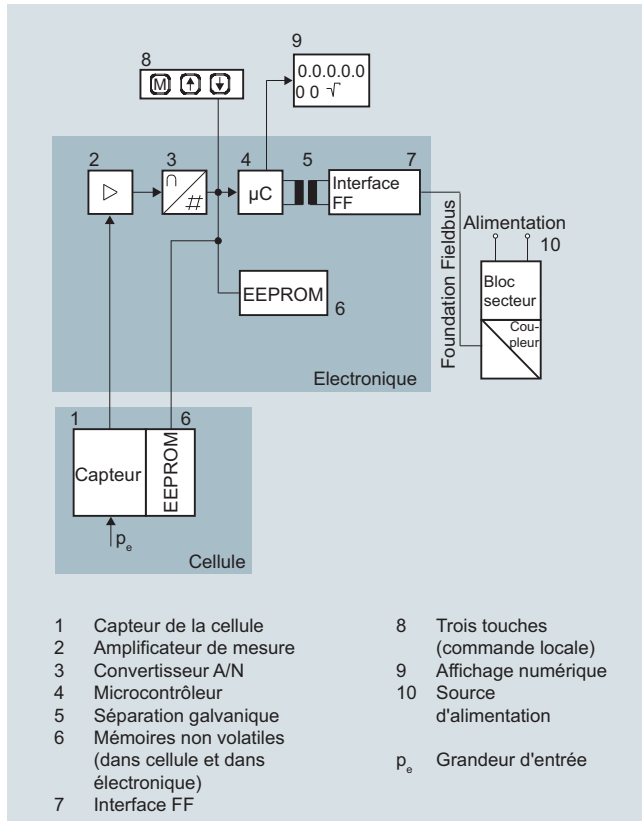 8
9
M
0.0.0.0.0
0 0 √
2
3
4
5
7
∩
#
µC
Interface
FF
Foundation Fieldbus
Alimentation
10
Bloc
secteur
Cou-
pleur
EEPROM
6
Electronique
1
6
Capteur
EEPROM
pₑ
Cellule
1 Capteur de la cellule
2 Amplificateur de mesure
3 Convertisseur A/N
4 Microcontrôleur
5 Séparation galvanique
6 Mémoires non volatiles
(dans cellule et dans
électronique)
7 Interface FF
8 Trois touches
(commande locale)
9 Affichage numérique
10 Source
d'alimentation
pₑ Grandeur d'entrée